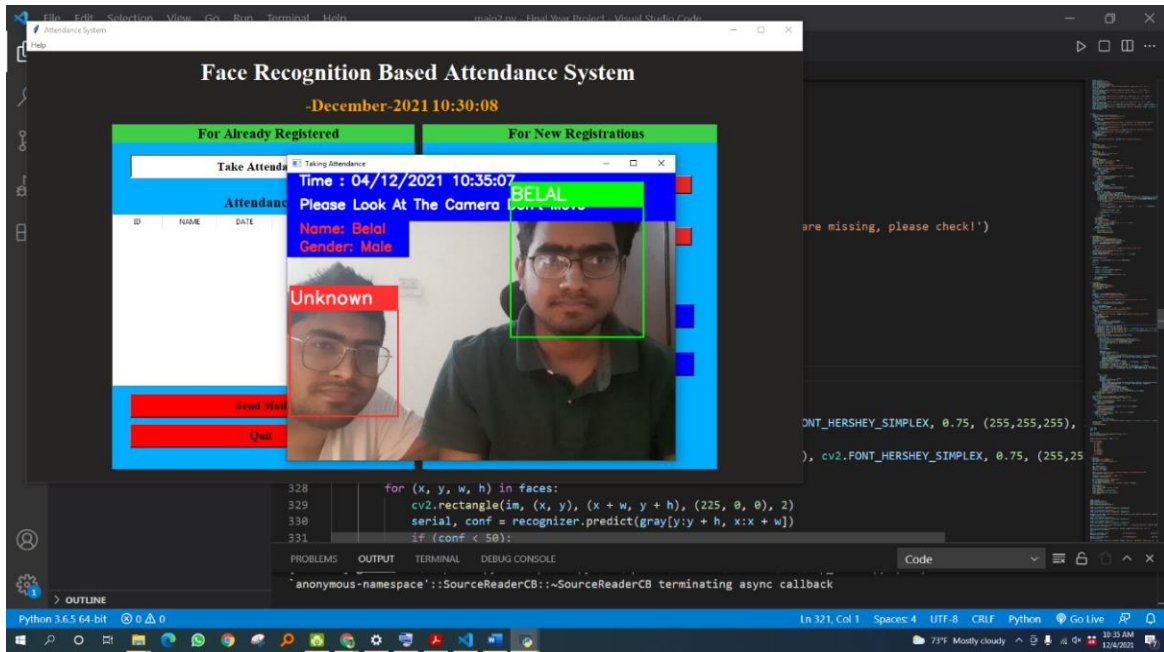 File Edit Selection View Go Run Terminal Help
main2.py - Final Year Project - Visual Studio Code
Attendance System
Help
Face Recognition Based Attendance System
-December-2021 10:30:08
For Already Registered
For New Registrations
Take Attenda
Attendanc
ID NAME DATE
Send Mail
Quit
Taking Attendance
Time : 04/12/2021 10:35:07
Please Look At The Camera Don't Move
BELAL
Name: Belal
Gender: Male
Unknown
are missing, please check!')
ONT_HERSHEY_SIMPLEX, 0.75, (255,255,255),
), cv2.FONT_HERSHEY_SIMPLEX, 0.75, (255,25
328 for (x, y, w, h) in faces:
329 cv2.rectangle(im, (x, y), (x + w, y + h), (225, 0, 0), 2)
330 serial, conf = recognizer.predict(gray[y:y + h, x:x + w])
331 if (conf < 50):
PROBLEMS OUTPUT TERMINAL DEBUG CONSOLE
Code
`anonymous-namespace'::SourceReaderCB::~SourceReaderCB terminating async callback
> OUTLINE
Python 3.6.5 64-bit 0 0
Ln 321, Col 1 Spaces: 4 UTF-8 CRLF Python Go Live
73°F Mostly cloudy
10:35 AM
12/4/2021